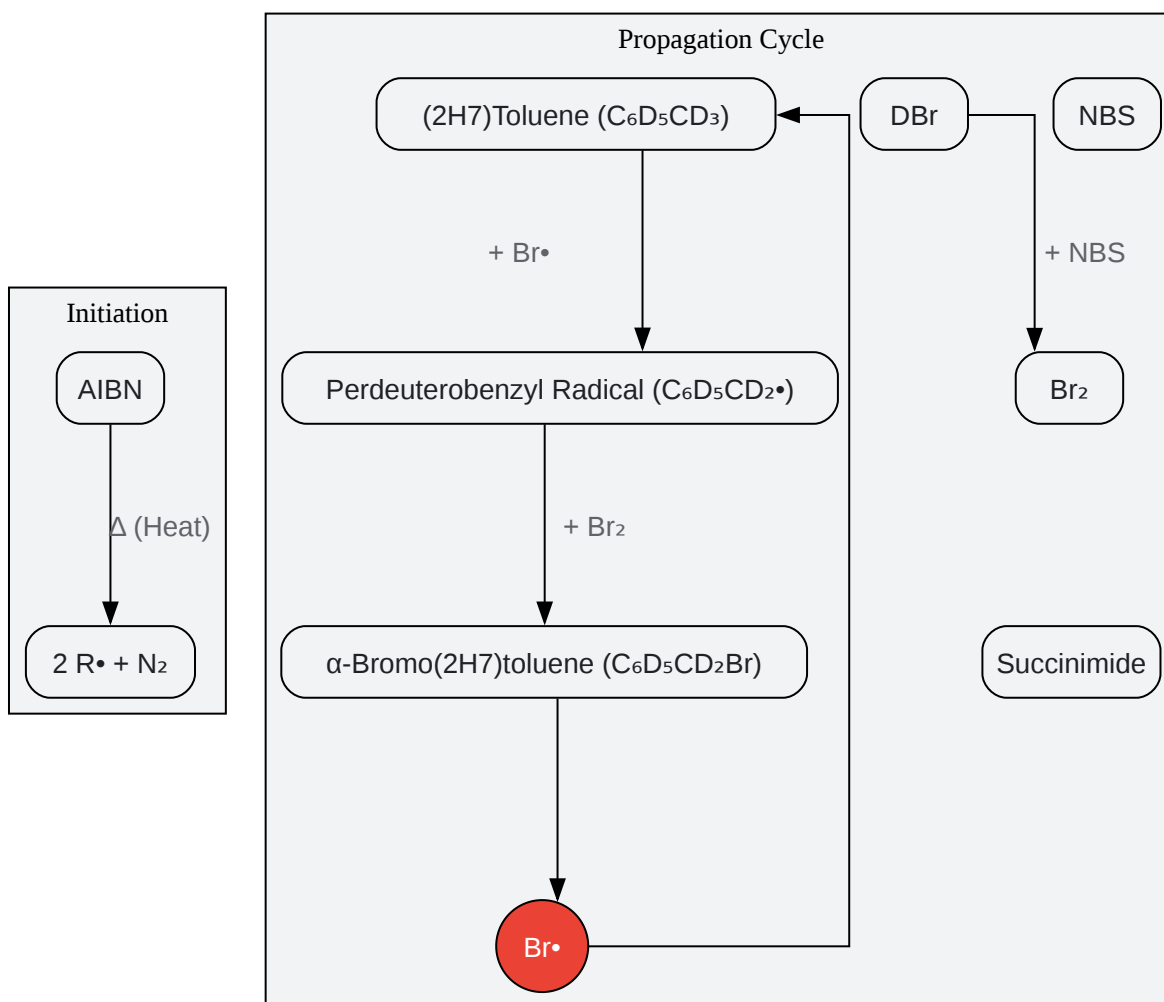 Propagation Cycle
(2H7)Toluene (C₆D₅CD₃)
DBr
NBS
+ Br•
+ NBS
Initiation
AIBN
Perdeuterobenzyl Radical (C₆D₅CD₂•)
Br₂
Δ (Heat)
+ Br₂
2 R• + N₂
α-Bromo(2H7)toluene (C₆D₅CD₂Br)
Succinimide
Br•